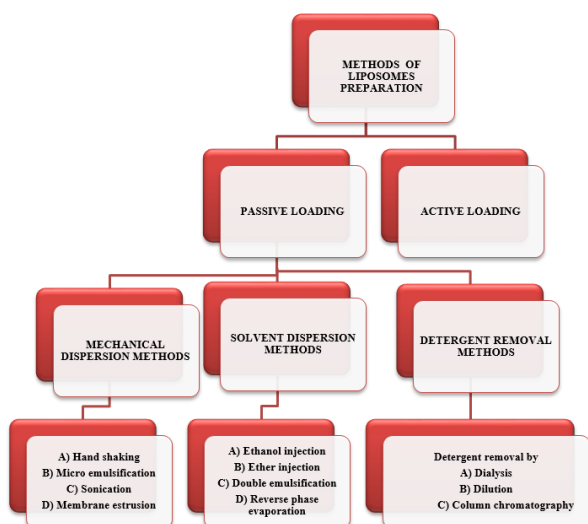 METHODS OF
LIPOSOMES
PREPARATION
PASSIVE LOADING
ACTIVE LOADING
MECHANICAL
DISPERSION METHODS
SOLVENT DISPERSION
METHODS
DETERGENT REMOVAL
METHODS
A) Hand shaking
B) Micro emulsification
C) Sonication
D) Membrane estrusion
A) Ethanol injection
B) Ether injection
C) Double emulsification
D) Reverse phase
evaporation
Detergent removal by
A) Dialysis
B) Dilution
C) Column chromatography